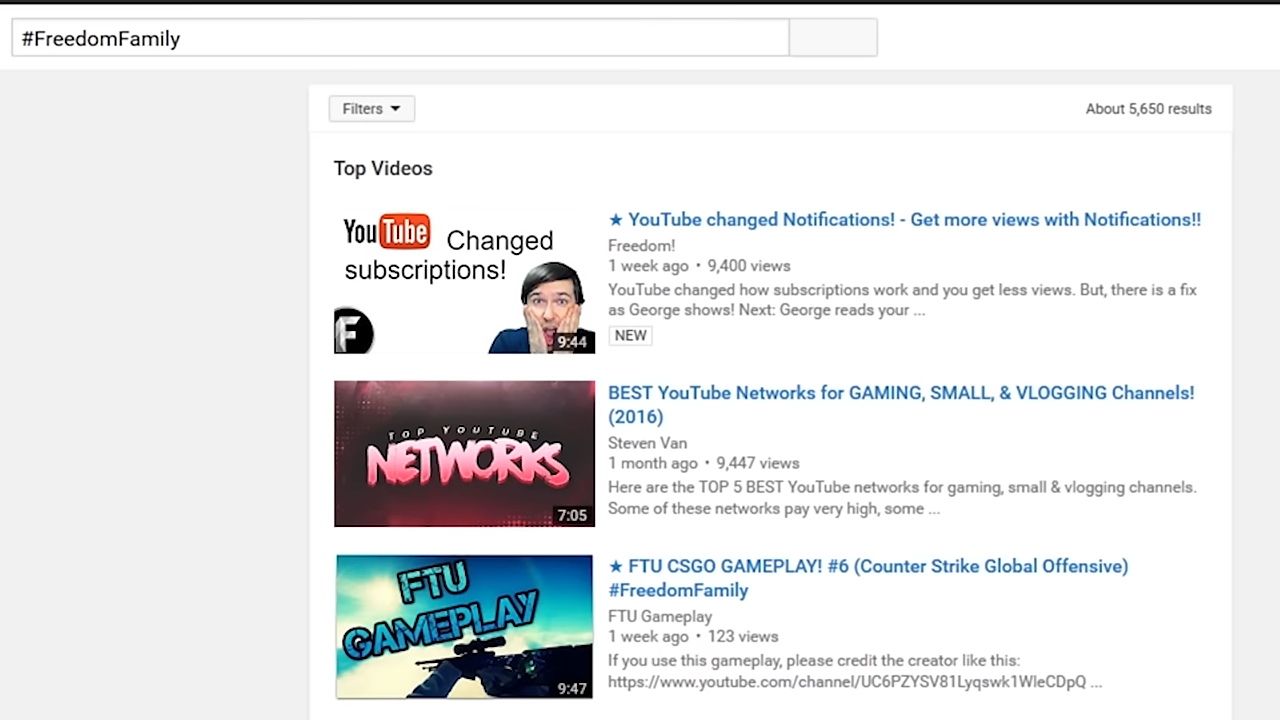 #FreedomFamily
Filters
About 5,650 results
Top Videos
YouTube Changed
subscriptions!
F
9:44
★ YouTube changed Notifications! - Get more views with Notifications!!
Freedom!
1 week ago • 9,400 views
YouTube changed how subscriptions work and you get less views. But, there is a fix
as George shows! Next: George reads your ...
NEW
TOP YOUTUBE
NETWORKS
7:05
BEST YouTube Networks for GAMING, SMALL, & VLOGGING Channels!
(2016)
Steven Van
1 month ago • 9,447 views
Here are the TOP 5 BEST YouTube networks for gaming, small & vlogging channels.
Some of these networks pay very high, some ...
FTU
GAMEPLAY
9:47
★ FTU CSGO GAMEPLAY! #6 (Counter Strike Global Offensive)
#FreedomFamily
FTU Gameplay
1 week ago • 123 views
If you use this gameplay, please credit the creator like this:
https://www.youtube.com/channel/UC6PZYSV81Lyqswk1WleCDpQ ...